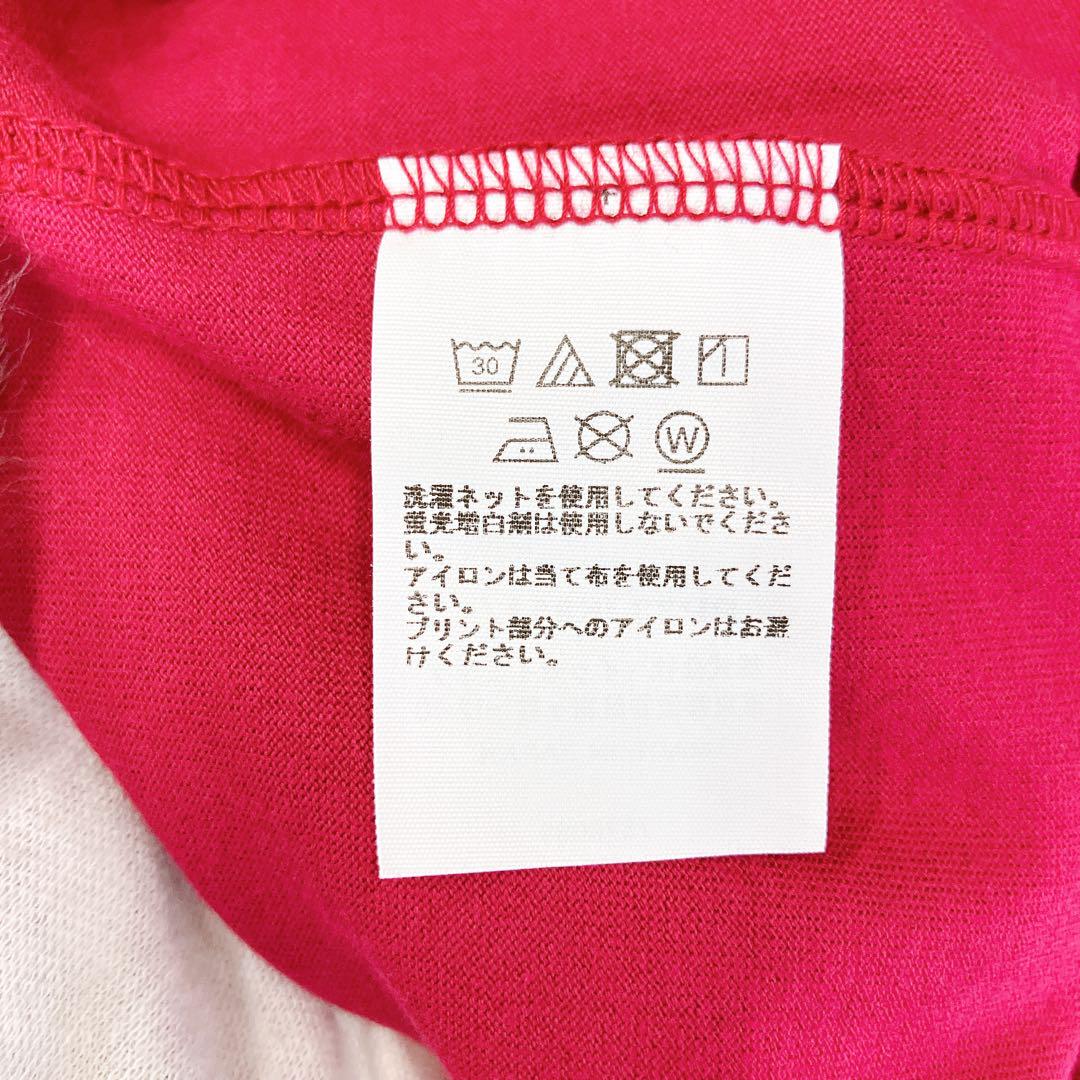 30
W
洗濯ネットを使用してください。
蛍光増白剤は使用しないでくださ
い。
アイロンは当て布を使用してくだ
さい。
プリント部分へのアイロンはお避
けください。